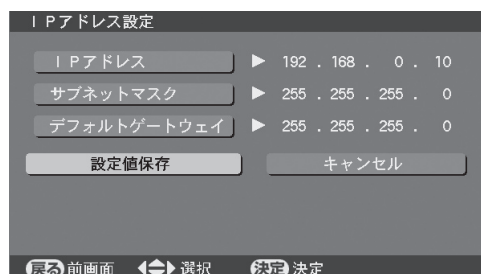 ＩＰアドレス設定
ＩＰアドレス ▶ 192 . 168 . 0 . 10
サブネットマスク ▶ 255 . 255 . 255 . 0
デフォルトゲートウェイ ▶ 255 . 255 . 255 . 0
設定値保存 キャンセル
戻る 前画面 選択 決定 決定